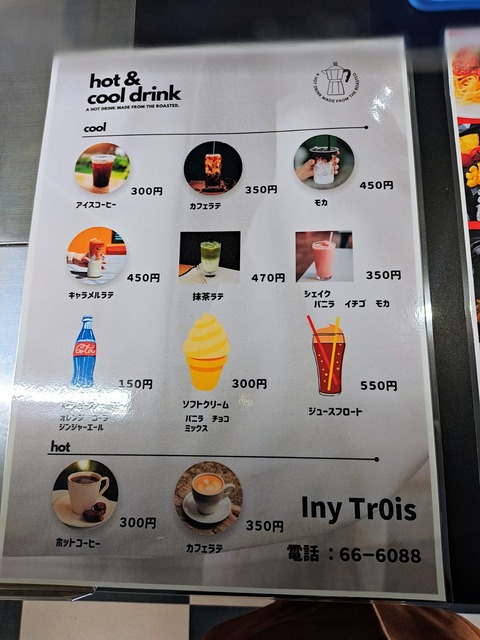 hot &
cool drink
A HOT DRINK MADE FROM THE ROASTED.
A HOT DRINK MADE FROM THE ROASTED
cool
300円 350円 450円
アイスコーヒー カフェラテ モカ
450円 470円 350円
キャラメルラテ 抹茶ラテ シェイク
バニラ イチゴ モカ
Cola
150円 300円 550円
ソフトクリーム ジュースフロート
オレンジ コーラ バニラ チョコ
ジンジャーエール ミックス
hot
300円 350円
ホットコーヒー カフェラテ
Iny Tr0is
電話：66-6088